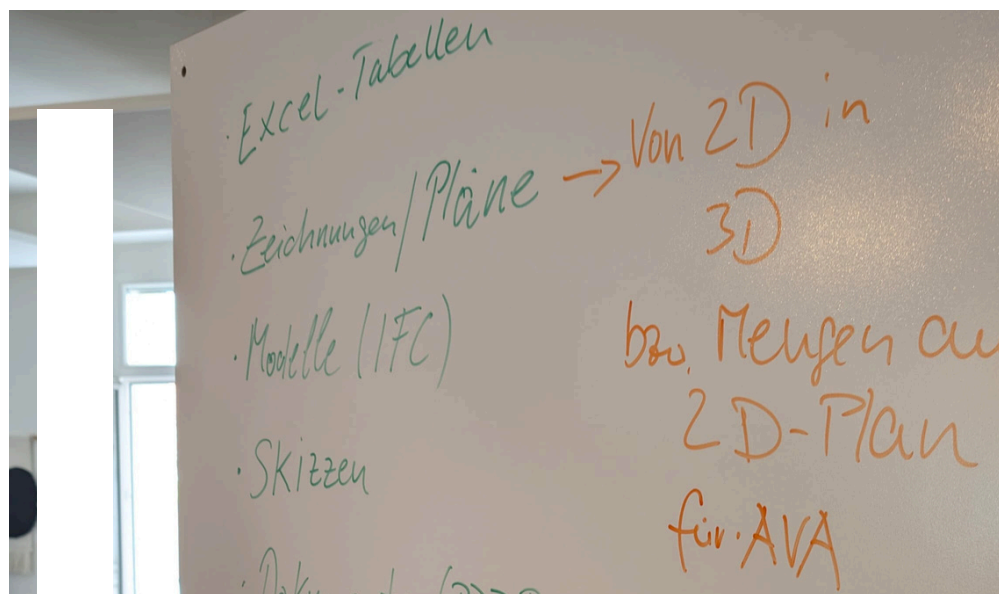 · Excel-Tabellen
· Zeichnungen/Pläne → Von 2D in
3D
· Modelle (IFC)
bzw. Mengen au
2D-Plan
· Skizzen
für AVA